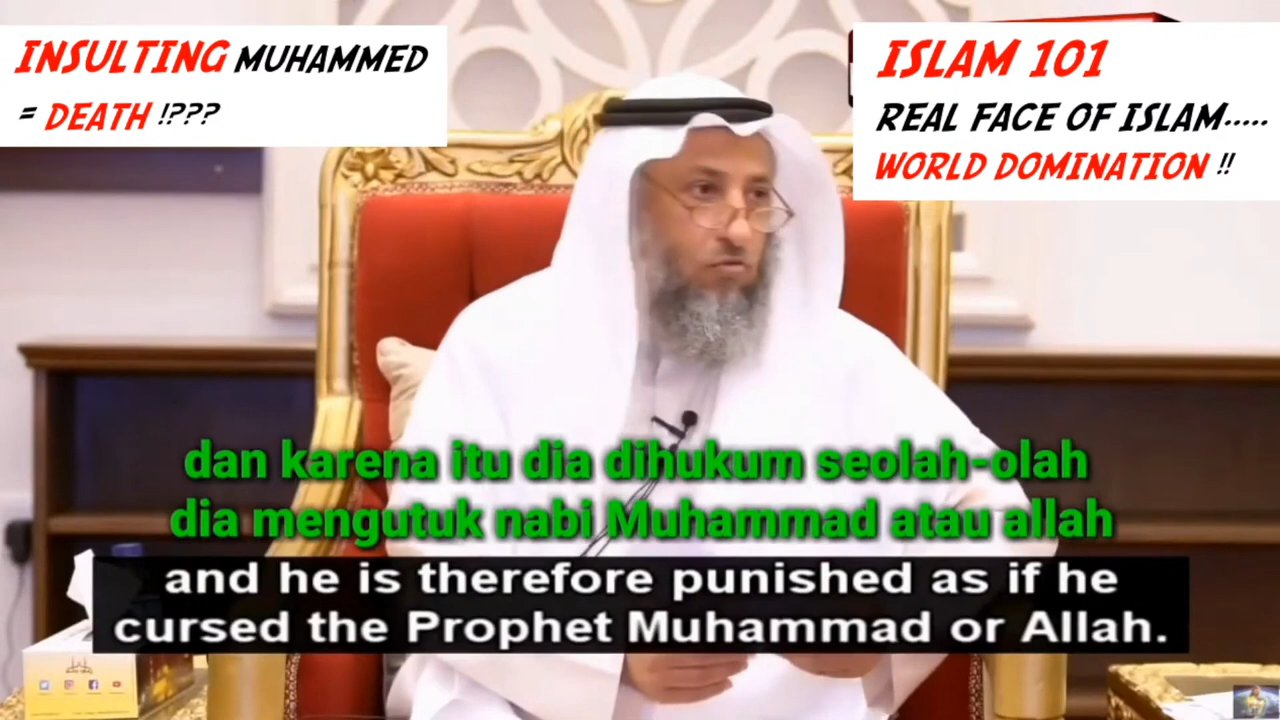 INSULTING MUHAMMED
= DEATH !???
ISLAM 101
REAL FACE OF ISLAM.....
WORLD DOMINATION !!
dan karena itu dia dihukum seolah-olah
dia mengutuk nabi Muhammad atau allah
and he is therefore punished as if he
cursed the Prophet Muhammad or Allah.